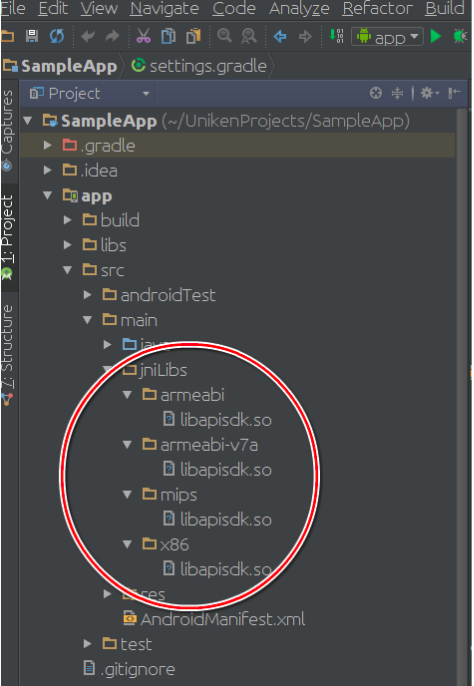 File Edit View Navigate Code Analyze Refactor Build
app
SampleApp settings.gradle
Project
SampleApp (~/UnikenProjects/SampleApp)
.gradle
.idea
app
build
libs
src
androidTest
main
java
jniLibs
armeabi
libapisdk.so
armeabi-v7a
libapisdk.so
mips
libapisdk.so
x86
libapisdk.so
res
AndroidManifest.xml
test
.gitignore
Captures
1: Project
7: Structure